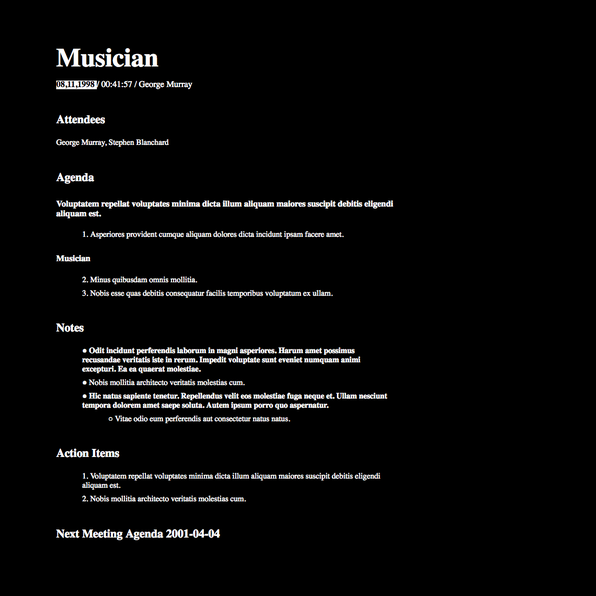 Musician
08,11,1998 / 00:41:57 / George Murray
Attendees
George Murray, Stephen Blanchard
Agenda
Voluptatem repellat voluptates minima dicta illum aliquam maiores suscipit debitis eligendi
aliquam est.
1. Asperiores provident cumque aliquam dolores dicta incidunt ipsam facere amet.
Musician
2. Minus quibusdam omnis mollitia.
3. Nobis esse quas debitis consequatur facilis temporibus voluptatum ex ullam.
Notes
● Odit incidunt perferendis laborum in magni asperiores. Harum amet possimus
recusandae veritatis iste in rerum. Impedit voluptate sunt eveniet numquam animi
excepturi. Ea ea quaerat molestiae.
● Nobis mollitia architecto veritatis molestias cum.
● Hic natus sapiente tenetur. Repellendus velit eos molestiae fuga neque et. Ullam nesciunt
tempora dolorem amet saepe soluta. Autem ipsum porro quo aspernatur.
○ Vitae odio eum perferendis aut consectetur natus natus.
Action Items
1. Voluptatem repellat voluptates minima dicta illum aliquam maiores suscipit debitis eligendi
aliquam est.
2. Nobis mollitia architecto veritatis molestias cum.
Next Meeting Agenda 2001-04-04